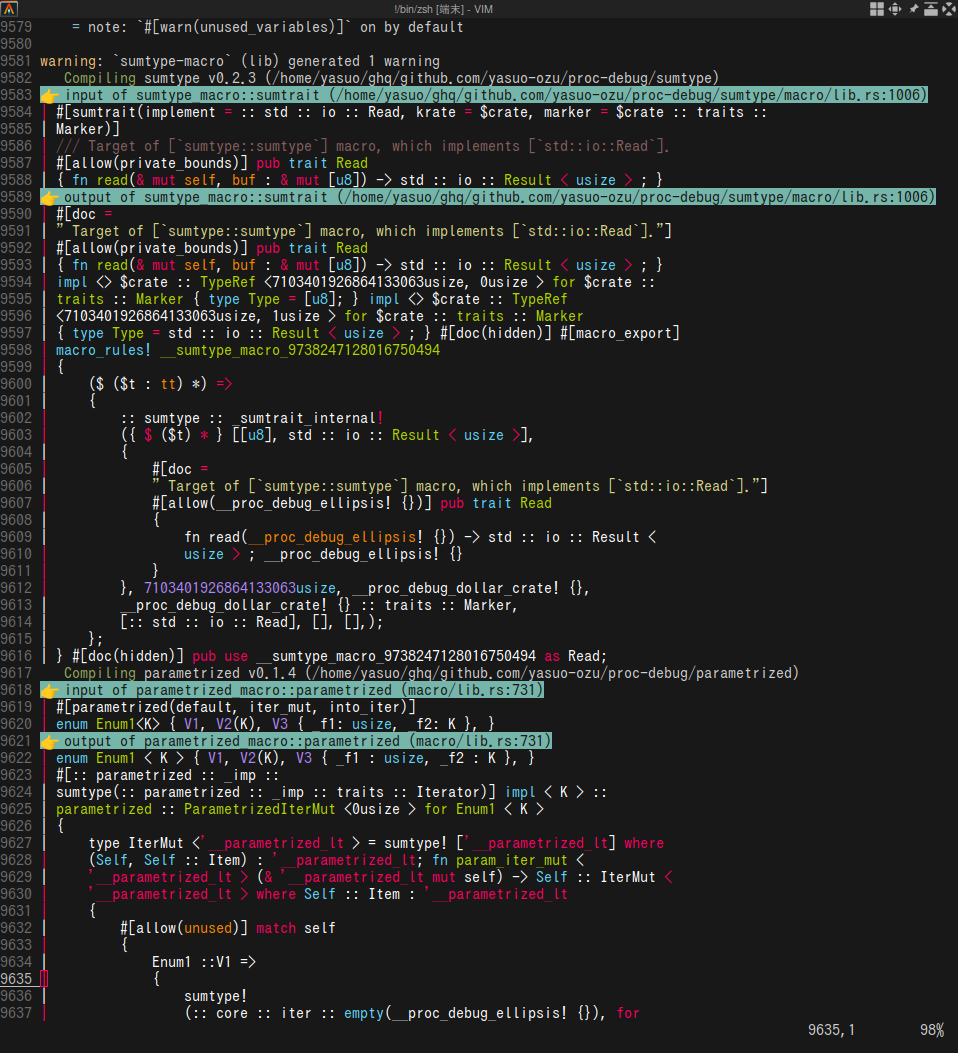 !/bin/zsh [端末] - VIM
9579     = note: `#[warn(unused_variables)]` on by default
9580
9581 warning: `sumtype-macro` (lib) generated 1 warning
9582    Compiling sumtype v0.2.3 (/home/yasuo/ghq/github.com/yasuo-ozu/proc-debug/sumtype)
9583 👉 input of sumtype_macro::sumtrait (/home/yasuo/ghq/github.com/yasuo-ozu/proc-debug/sumtype/macro/lib.rs:1006)
9584 | #[sumtrait(implement = :: std :: io :: Read, krate = $crate, marker = $crate :: traits ::
9585 | Marker)]
9586 | /// Target of [`sumtype::sumtype`] macro, which implements [`std::io::Read`].
9587 | #[allow(private_bounds)] pub trait Read
9588 | { fn read(& mut self, buf : & mut [u8]) -> std :: io :: Result < usize > ; }
9589 👉 output of sumtype_macro::sumtrait (/home/yasuo/ghq/github.com/yasuo-ozu/proc-debug/sumtype/macro/lib.rs:1006)
9590 | #[doc =
9591 | " Target of [`sumtype::sumtype`] macro, which implements [`std::io::Read`]."]
9592 | #[allow(private_bounds)] pub trait Read
9593 | { fn read(& mut self, buf : & mut [u8]) -> std :: io :: Result < usize > ; }
9594 | impl <> $crate :: TypeRef <7103401926864133063usize, 0usize > for $crate ::
9595 | traits :: Marker { type Type = [u8]; } impl <> $crate :: TypeRef
9596 | <7103401926864133063usize, 1usize > for $crate :: traits :: Marker
9597 | { type Type = std :: io :: Result < usize > ; } #[doc(hidden)] #[macro_export]
9598 | macro_rules! __sumtype_macro_9738247128016750494
9599 | {
9600 |     ($ ($t : tt) *) =>
9601 |     {
9602 |         :: sumtype :: _sumtrait_internal!
9603 |         ({ $ ($t) * } [[u8], std :: io :: Result < usize >],
9604 |         {
9605 |             #[doc =
9606 |             " Target of [`sumtype::sumtype`] macro, which implements [`std::io::Read`]."]
9607 |             #[allow(__proc_debug_ellipsis! {})] pub trait Read
9608 |             {
9609 |                 fn read(__proc_debug_ellipsis! {}) -> std :: io :: Result <
9610 |                 usize > ; __proc_debug_ellipsis! {}
9611 |             }
9612 |         }, 7103401926864133063usize, __proc_debug_dollar_crate! {},
9613 |         __proc_debug_dollar_crate! {} :: traits :: Marker,
9614 |         [:: std :: io :: Read], [], [],);
9615 |     };
9616 | } #[doc(hidden)] pub use __sumtype_macro_9738247128016750494 as Read;
9617    Compiling parametrized v0.1.4 (/home/yasuo/ghq/github.com/yasuo-ozu/proc-debug/parametrized)
9618 👉 input of parametrized_macro::parametrized (macro/lib.rs:731)
9619 | #[parametrized(default, iter_mut, into_iter)]
9620 | enum Enum1<K> { V1, V2(K), V3 { _f1: usize, _f2: K }, }
9621 👉 output of parametrized_macro::parametrized (macro/lib.rs:731)
9622 | enum Enum1 < K > { V1, V2(K), V3 { _f1 : usize, _f2 : K }, }
9623 | #[:: parametrized :: _imp ::
9624 | sumtype(:: parametrized :: _imp :: traits :: Iterator)] impl < K > ::
9625 | parametrized :: ParametrizedIterMut <0usize > for Enum1 < K >
9626 | {
9627 |     type IterMut <'__parametrized_lt > = sumtype! ['__parametrized_lt] where
9628 |     (Self, Self :: Item) : '__parametrized_lt; fn param_iter_mut <
9629 |     '__parametrized_lt > (& '__parametrized_lt mut self) -> Self :: IterMut <
9630 |     '__parametrized_lt > where Self :: Item : '__parametrized_lt
9631 |     {
9632 |         #[allow(unused)] match self
9633 |         {
9634 |             Enum1 ::V1 =>
9635 |             {
9636 |                 sumtype!
9637 |                 (:: core :: iter :: empty(__proc_debug_ellipsis! {}), for
9635,1        98%